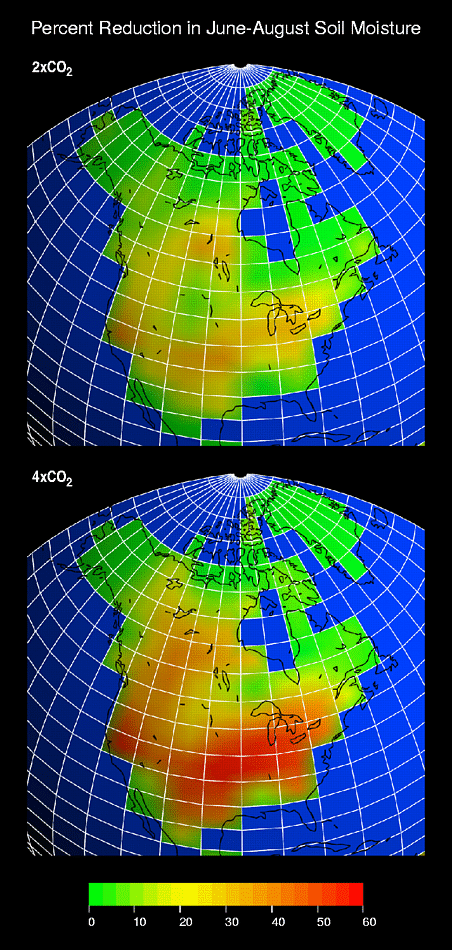 Percent Reduction in June-August Soil Moisture
2xCO₂
4xCO₂
0 10 20 30 40 50 60